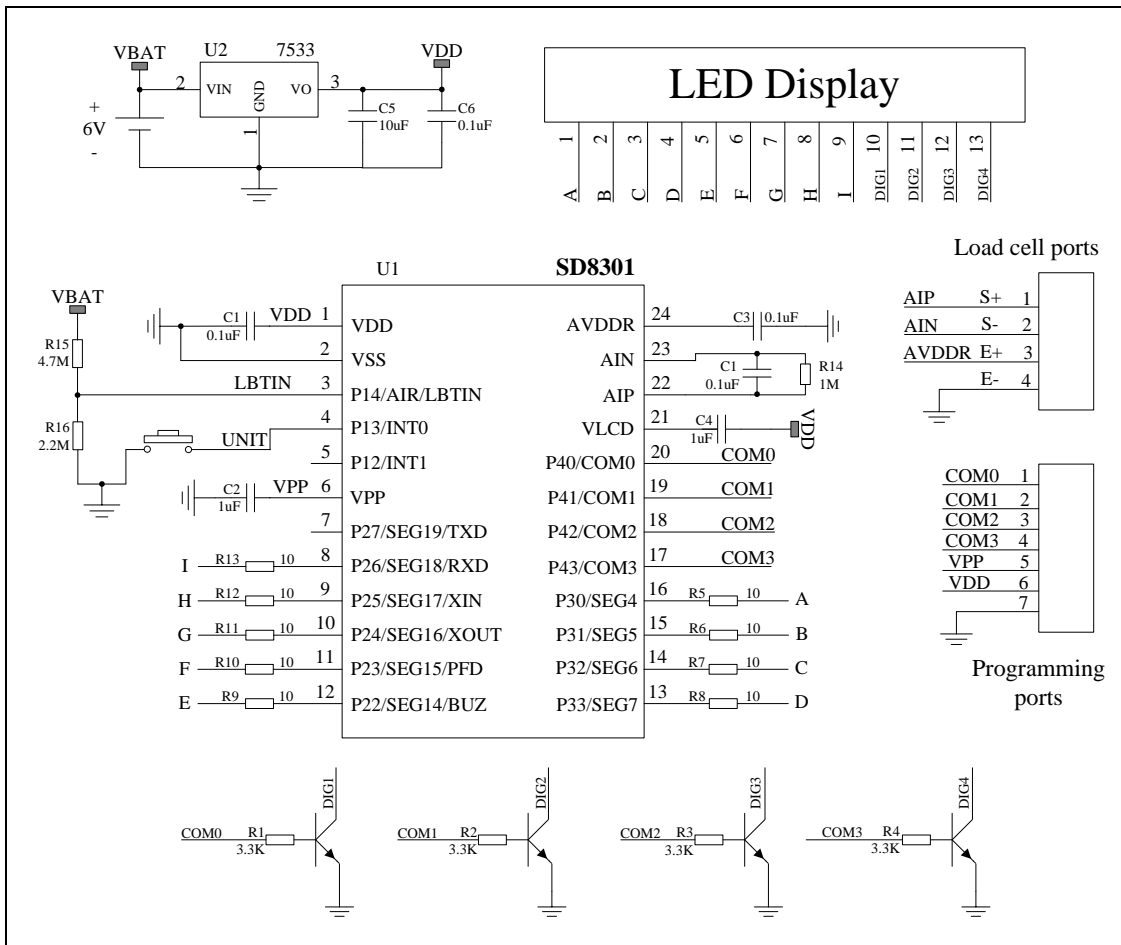 VBAT
U2 7533
VDD
2 VIN GND VO 3
1
+
6V
-
C5
10uF
C6
0.1uF
LED Display
1 2 3 4 5 6 7 8 9 10 11 12 13
A B C D E F G H I DIG1 DIG2 DIG3 DIG4
U1 SD8301
VBAT
R15
4.7M
R16
2.2M
C1
0.1uF
VDD 1 VDD
2 VSS
LBTIN 3 P14/AIR/LBTIN
UNIT 4 P13/INT0
5 P12/INT1
C2
1uF
VPP 6 VPP
7 P27/SEG19/TXD
I R13 10 8 P26/SEG18/RXD
H R12 10 9 P25/SEG17/XIN
G R11 10 10 P24/SEG16/XOUT
F R10 10 11 P23/SEG15/PFD
E R9 10 12 P22/SEG14/BUZ
AVDDR 24 C3 0.1uF
AIN 23
C1
0.1uF
R14
1M
AIP 22
VLCD 21 C4
1uF
VDD
P40/COM0 20 COM0
P41/COM1 19 COM1
P42/COM2 18 COM2
P43/COM3 17 COM3
P30/SEG4 16 R5 10 A
P31/SEG5 15 R6 10 B
P32/SEG6 14 R7 10 C
P33/SEG7 13 R8 10 D
Load cell ports
AIP S+ 1
AIN S- 2
AVDDR E+ 3
E- 4
COM0 1
COM1 2
COM2 3
COM3 4
VPP 5
VDD 6
7
Programming
ports
COM0 R1
3.3K
DIG1
COM1 R2
3.3K
DIG2
COM2 R3
3.3K
DIG3
COM3 R4
3.3K
DIG4